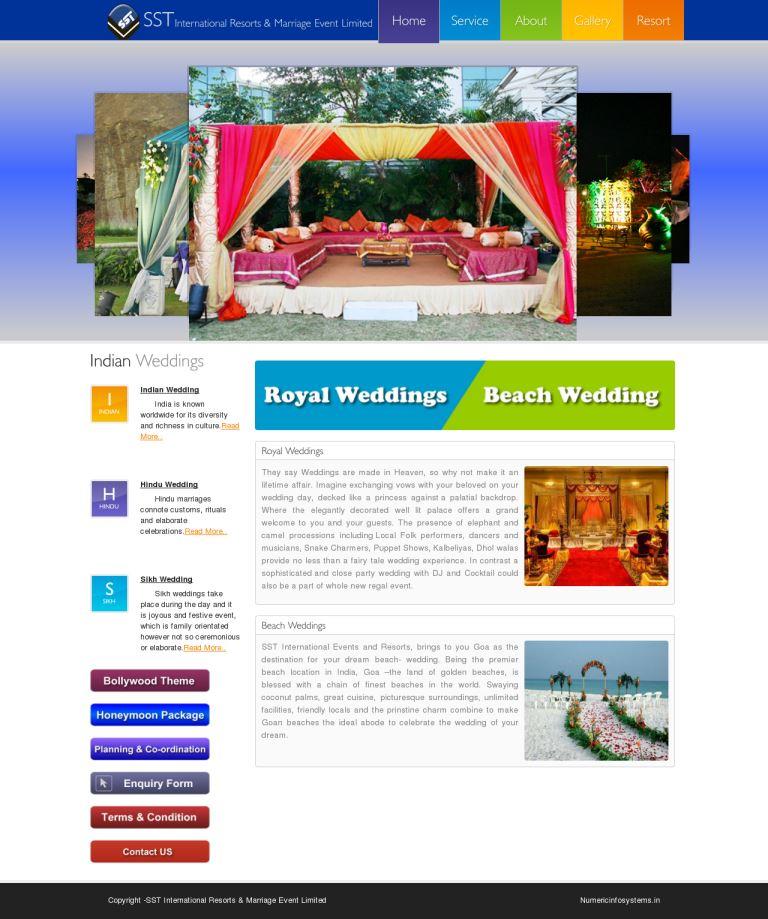 SST
SST International Resorts & Marriage Event Limited
Home
Service
About
Gallery
Resort
Indian Weddings
I
INDIAN
Indian Wedding
India is known
worldwide for its diversity
and richness in culture.Read
More..
H
HINDU
Hindu Wedding
Hindu marriages
connote customs, rituals
and elaborate
celebrations.Read More..
S
SIKH
Sikh Wedding
Sikh weddings take
place during the day and it
is joyous and festive event,
which is family orientated
however not so ceremonious
or elaborate.Read More..
Bollywood Theme
Honeymoon Package
Planning & Co-ordination
Enquiry Form
Terms & Condition
Contact US
Royal Weddings
Beach Wedding
Royal Weddings
They say Weddings are made in Heaven, so why not make it an
lifetime affair. Imagine exchanging vows with your beloved on your
wedding day, decked like a princess against a palatial backdrop.
Where the elegantly decorated well lit palace offers a grand
welcome to you and your guests. The presence of elephant and
camel processions including Local Folk performers, dancers and
musicians, Snake Charmers, Puppet Shows, Kalbeliyas, Dhol walas
provide no less than a fairy tale wedding experience. In contrast a
sophisticated and close party wedding with DJ and Cocktail could
also be a part of whole new regal event.
Beach Weddings
SST International Events and Resorts, brings to you Goa as the
destination for your dream beach- wedding. Being the premier
beach location in India, Goa –the land of golden beaches, is
blessed with a chain of finest beaches in the world. Swaying
coconut palms, great cuisine, picturesque surroundings, unlimited
facilities, friendly locals and the prinstine charm combine to make
Goan beaches the ideal abode to celebrate the wedding of your
dream.
Copyright -SST International Resorts & Marriage Event Limited
Numericinfosystems.in